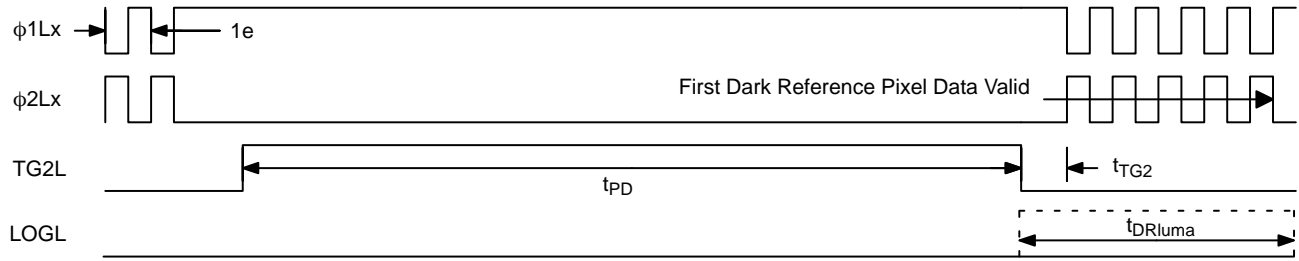 ϕ1Lx
1e
ϕ2Lx
First Dark Reference Pixel Data Valid
TG2L
tPD
tTG2
LOGL
tDRluma